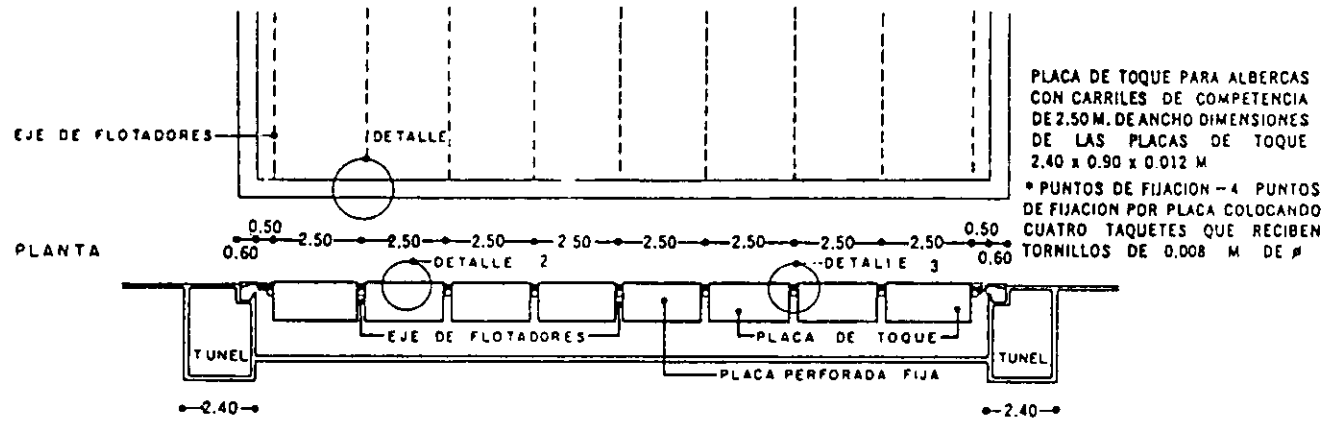 PLACA DE TOQUE PARA ALBERCAS
CON CARRILES DE COMPETENCIA
DE 2.50 M. DE ANCHO DIMENSIONES
DE LAS PLACAS DE TOQUE
2.40 x 0.90 x 0.012 M
* PUNTOS DE FIJACION - 4 PUNTOS
DE FIJACION POR PLACA COLOCANDO
CUATRO TAQUETES QUE RECIBEN
TORNILLOS DE 0.008 M DE ø
EJE DE FLOTADORES
DETALLE
PLANTA
0.60 0.50 2.50 2.50 2.50 2 50 2.50 2.50 2.50 2.50 0.50 0.60
DETALLE 2
DETALLE 3
EJE DE FLOTADORES
PLACA DE TOQUE
TUNEL
TUNEL
PLACA PERFORADA FIJA
2.40
2.40